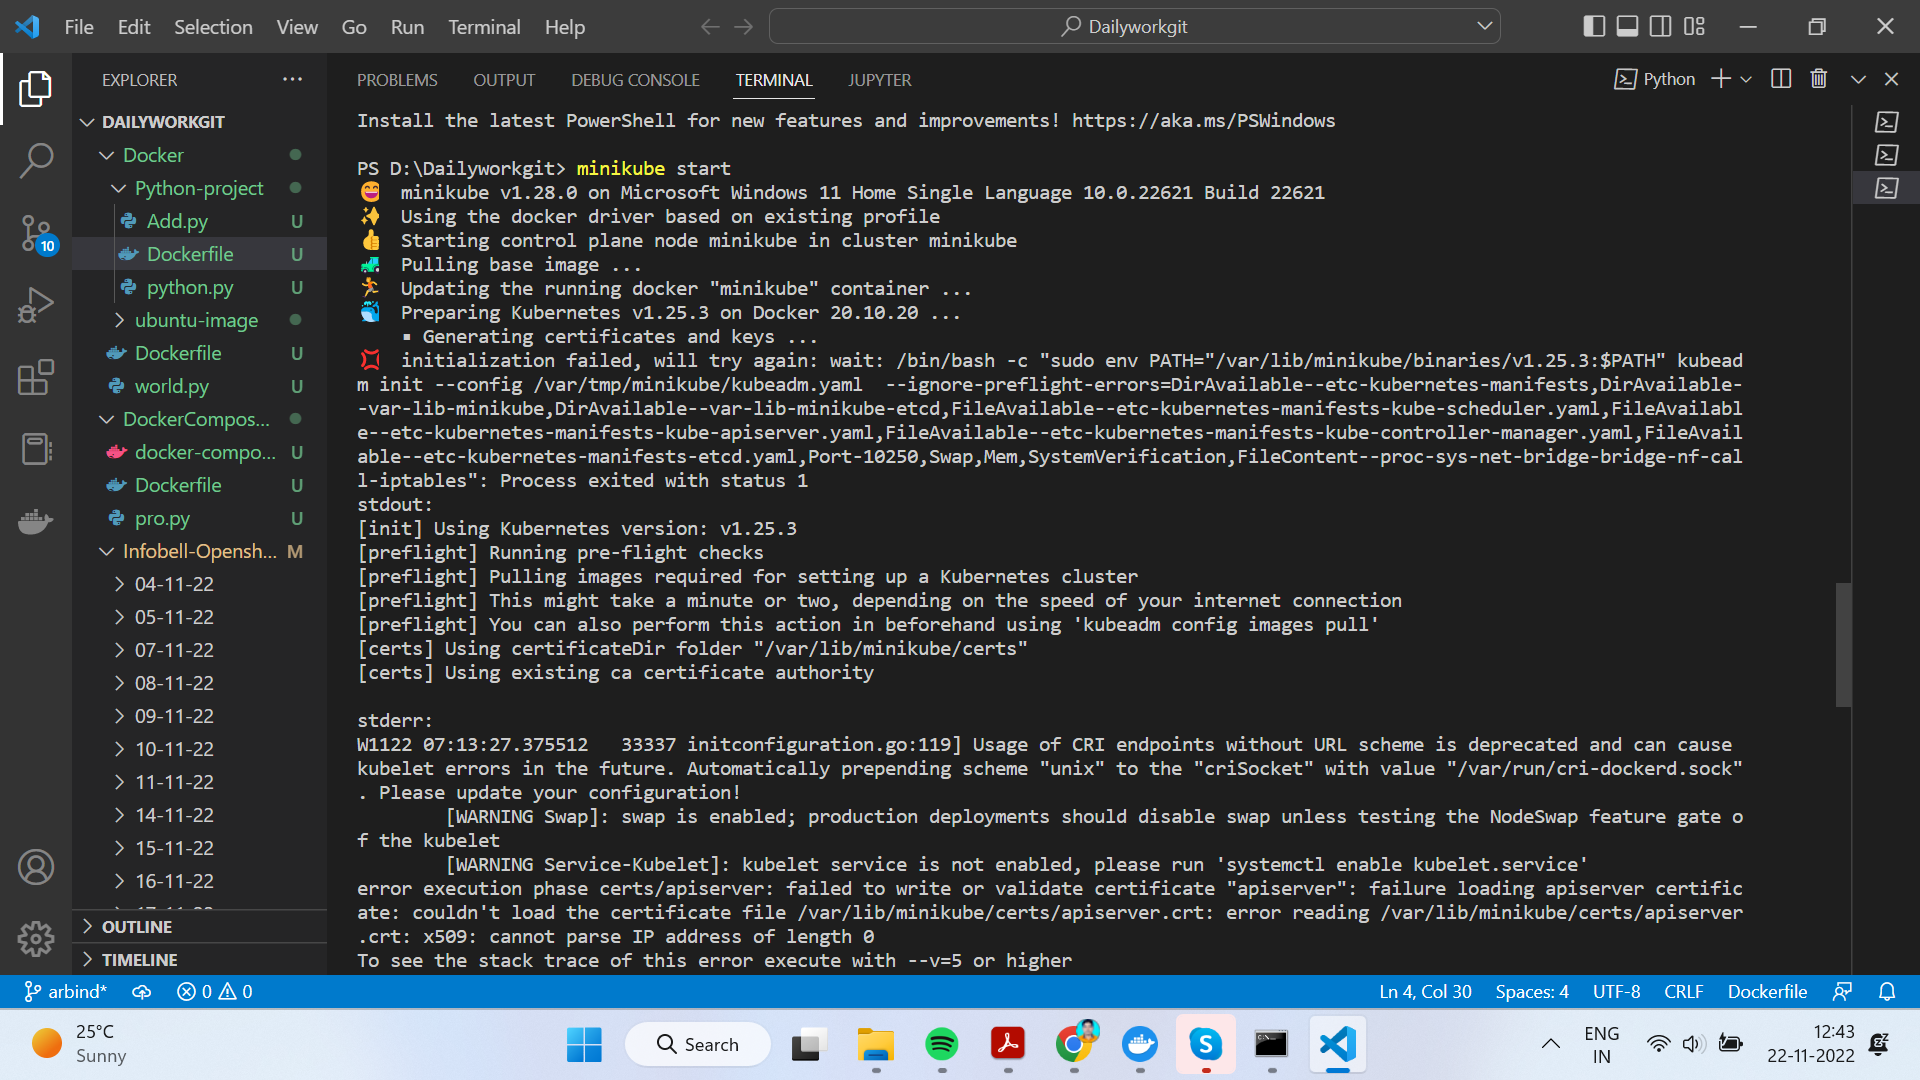 File Edit Selection View Go Run Terminal Help
Dailyworkgit
EXPLORER
DAILYWORKGIT
Docker
Python-project
Add.py U
Dockerfile U
python.py U
ubuntu-image
Dockerfile U
world.py U
DockerCompos...
docker-compo... U
Dockerfile U
pro.py U
Infobell-Opensh... M
04-11-22
05-11-22
07-11-22
08-11-22
09-11-22
10-11-22
11-11-22
14-11-22
15-11-22
16-11-22
OUTLINE
TIMELINE
10
PROBLEMS OUTPUT DEBUG CONSOLE TERMINAL JUPYTER
Python
Install the latest PowerShell for new features and improvements! https://aka.ms/PSWindows
PS D:\Dailyworkgit> minikube start
minikube v1.28.0 on Microsoft Windows 11 Home Single Language 10.0.22621 Build 22621
Using the docker driver based on existing profile
Starting control plane node minikube in cluster minikube
Pulling base image ...
Updating the running docker "minikube" container ...
Preparing Kubernetes v1.25.3 on Docker 20.10.20 ...
▪ Generating certificates and keys ...
initialization failed, will try again: wait: /bin/bash -c "sudo env PATH="/var/lib/minikube/binaries/v1.25.3:$PATH" kubead
m init --config /var/tmp/minikube/kubeadm.yaml  --ignore-preflight-errors=DirAvailable--etc-kubernetes-manifests,DirAvailable-
-var-lib-minikube,DirAvailable--var-lib-minikube-etcd,FileAvailable--etc-kubernetes-manifests-kube-scheduler.yaml,FileAvailabl
e--etc-kubernetes-manifests-kube-apiserver.yaml,FileAvailable--etc-kubernetes-manifests-kube-controller-manager.yaml,FileAvail
able--etc-kubernetes-manifests-etcd.yaml,Port-10250,Swap,Mem,SystemVerification,FileContent--proc-sys-net-bridge-bridge-nf-cal
l-iptables": Process exited with status 1
stdout:
[init] Using Kubernetes version: v1.25.3
[preflight] Running pre-flight checks
[preflight] Pulling images required for setting up a Kubernetes cluster
[preflight] This might take a minute or two, depending on the speed of your internet connection
[preflight] You can also perform this action in beforehand using 'kubeadm config images pull'
[certs] Using certificateDir folder "/var/lib/minikube/certs"
[certs] Using existing ca certificate authority
stderr:
W1122 07:13:27.375512   33337 initconfiguration.go:119] Usage of CRI endpoints without URL scheme is deprecated and can cause
kubelet errors in the future. Automatically prepending scheme "unix" to the "criSocket" with value "/var/run/cri-dockerd.sock"
. Please update your configuration!
[WARNING Swap]: swap is enabled; production deployments should disable swap unless testing the NodeSwap feature gate o
f the kubelet
[WARNING Service-Kubelet]: kubelet service is not enabled, please run 'systemctl enable kubelet.service'
error execution phase certs/apiserver: failed to write or validate certificate "apiserver": failure loading apiserver certific
ate: couldn't load the certificate file /var/lib/minikube/certs/apiserver.crt: error reading /var/lib/minikube/certs/apiserver
.crt: x509: cannot parse IP address of length 0
To see the stack trace of this error execute with --v=5 or higher
arbind* 0 0
Ln 4, Col 30 Spaces: 4 UTF-8 CRLF Dockerfile
25°C
Sunny
Search
ENG
IN
12:43
22-11-2022